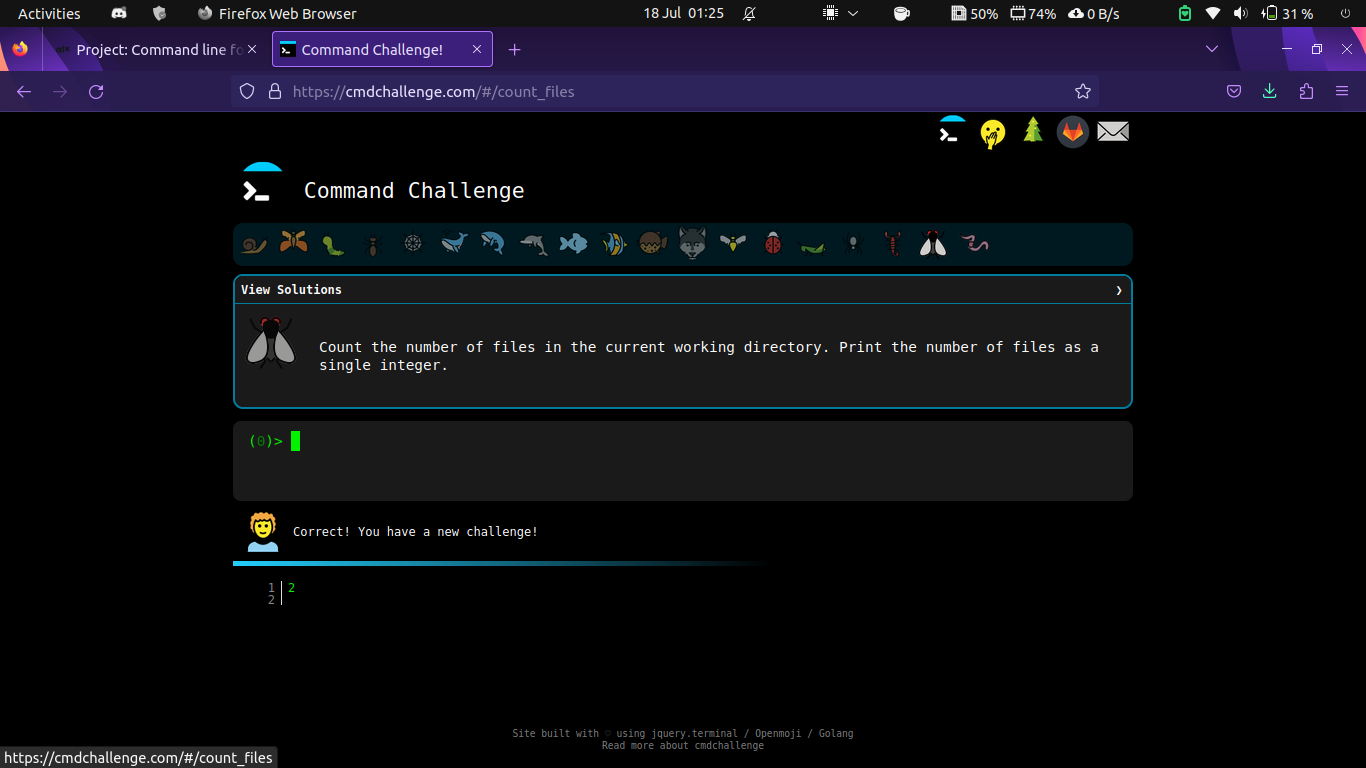 Activities Firefox Web Browser 18 Jul 01:25 50% 74% 0 B/s 31 %
Project: Command line fo Command Challenge!
https://cmdchallenge.com/#/count_files
Command Challenge
View Solutions
Count the number of files in the current working directory. Print the number of files as a
single integer.
(0)>
Correct! You have a new challenge!
1 2
2
Site built with ♡ using jquery.terminal / Openmoji / Golang
Read more about cmdchallenge
https://cmdchallenge.com/#/count_files